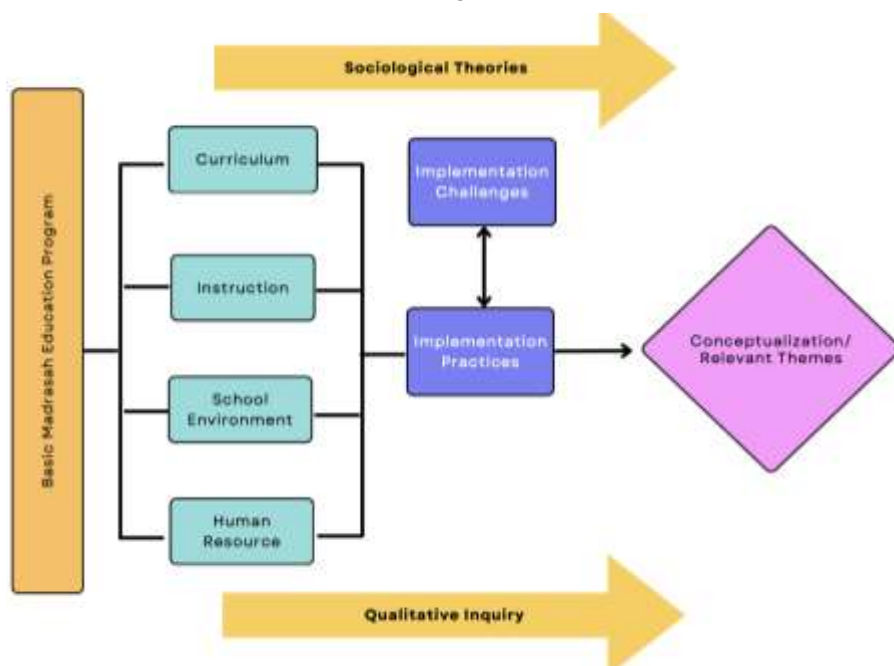 Sociological Theories
Basic Madrasah Education Program
Curriculum
Implementation
Challenges
Instruction
Implementation
Practices
Conceptualization/
Relevant Themes
School
Environment
Human
Resource
Qualitative Inquiry